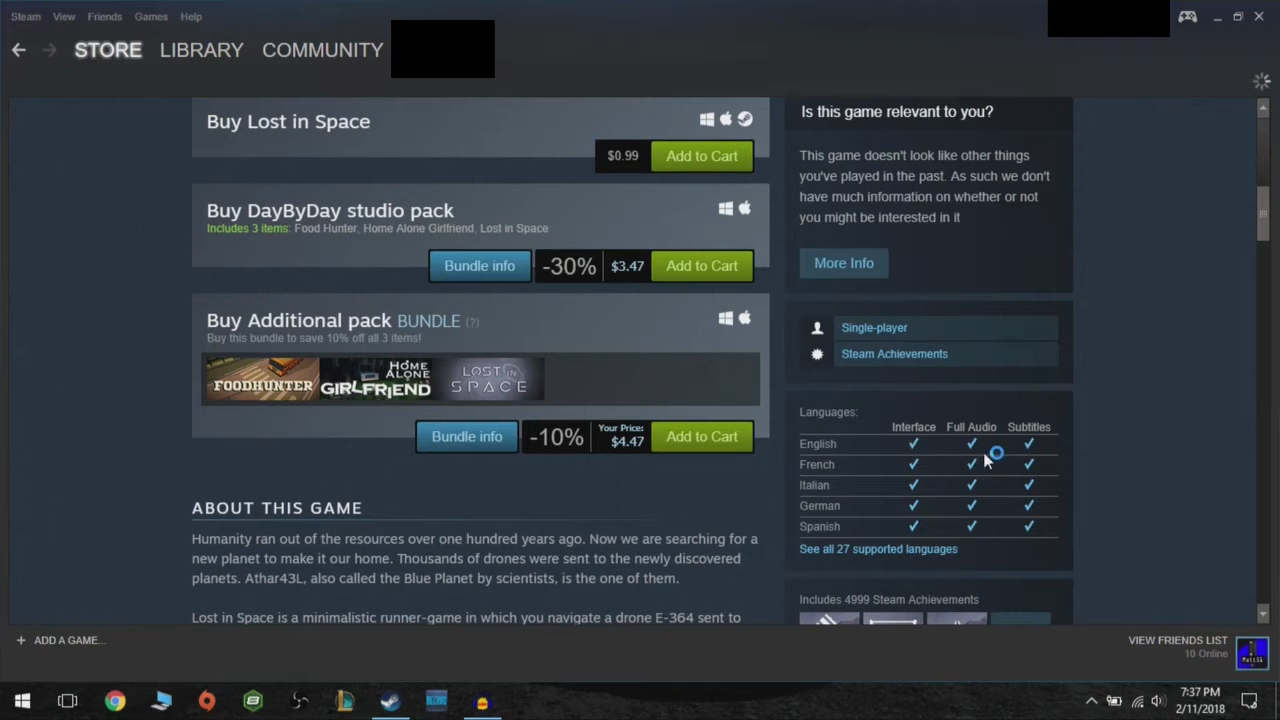 Steam View Friends Games Help
STORE LIBRARY COMMUNITY
Buy Lost in Space
$0.99 Add to Cart
Buy DayByDay studio pack
Includes 3 items: Food Hunter, Home Alone Girlfriend, Lost in Space
Bundle info -30% $3.47 Add to Cart
Buy Additional pack BUNDLE (?)
Buy this bundle to save 10% off all 3 items!
FOODHUNTER
HOME ALONE
GIRLFRIEND
LOST IN
SPACE
Bundle info -10% Your Price: $4.47 Add to Cart
ABOUT THIS GAME
Humanity ran out of the resources over one hundred years ago. Now we are searching for a
new planet to make it our home. Thousands of drones were sent to the newly discovered
planets. Athar43L, also called the Blue Planet by scientists, is the one of them.
Lost in Space is a minimalistic runner-game in which you navigate a drone E-364 sent to
Is this game relevant to you?
This game doesn't look like other things
you've played in the past. As such we don't
have much information on whether or not
you might be interested in it
More Info
Single-player
Steam Achievements
Languages:
Interface Full Audio Subtitles
English
French
Italian
German
Spanish
See all 27 supported languages
Includes 4999 Steam Achievements
+ ADD A GAME...
VIEW FRIENDS LIST
10 Online
7:37 PM
2/11/2018